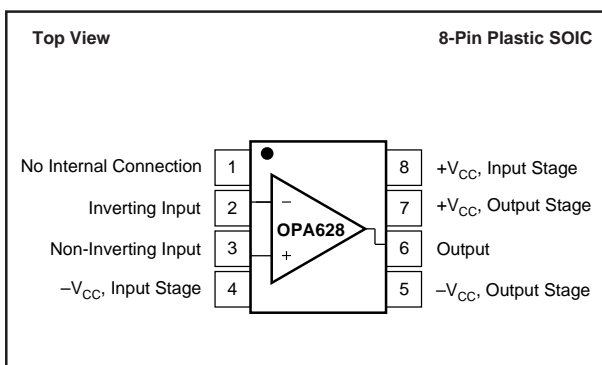 Top View 8-Pin Plastic SOIC
No Internal Connection 1 8 +VCC, Input Stage
Inverting Input 2 – 7 +VCC, Output Stage
OPA628
Non-Inverting Input 3 + 6 Output
–VCC, Input Stage 4 5 –VCC, Output Stage